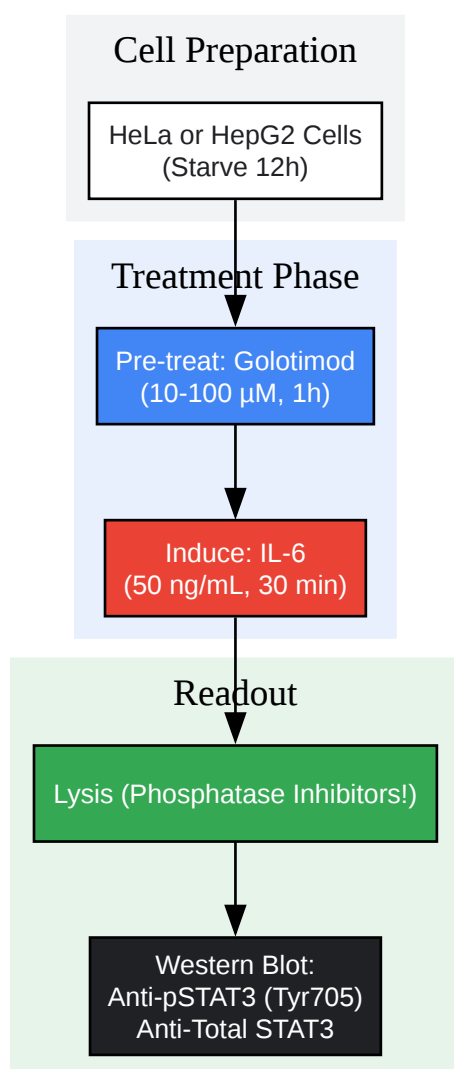 Cell Preparation
HeLa or HepG2 Cells
(Starve 12h)
Treatment Phase
Pre-treat: Golotimod
(10-100 µM, 1h)
Induce: IL-6
(50 ng/mL, 30 min)
Readout
Lysis (Phosphatase Inhibitors!)
Western Blot:
Anti-pSTAT3 (Tyr705)
Anti-Total STAT3